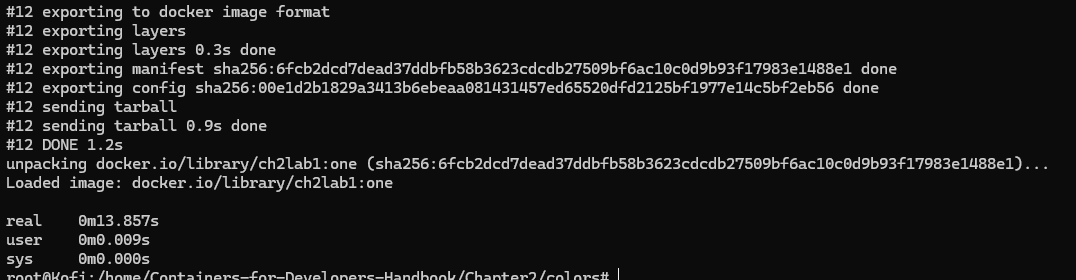 #12 exporting to docker image format
#12 exporting layers
#12 exporting layers 0.3s done
#12 exporting manifest sha256:6fcb2dcd7dead37ddbfb58b3623cdcdb27509bf6ac10c0d9b93f17983e1488e1 done
#12 exporting config sha256:00e1d2b1829a3413b6ebeaa081431457ed65520dfd2125bf1977e14c5bf2eb56 done
#12 sending tarball
#12 sending tarball 0.9s done
#12 DONE 1.2s
unpacking docker.io/library/ch2lab1:one (sha256:6fcb2dcd7dead37ddbfb58b3623cdcdb27509bf6ac10c0d9b93f17983e1488e1)...
Loaded image: docker.io/library/ch2lab1:one
real 0m13.857s
user 0m0.009s
sys 0m0.000s
root@Kofi:/home/Containers-for-Developers-Handbook/Chapter2/colors#